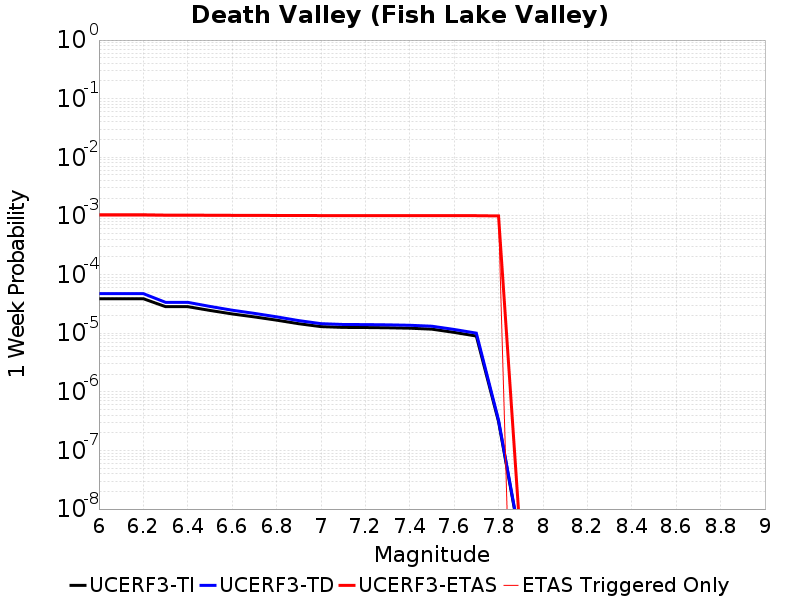 Death Valley (Fish Lake Valley)
1 Week Probability
10^0
10^-1
10^-2
10^-3
10^-4
10^-5
10^-6
10^-7
10^-8
6 6.2 6.4 6.6 6.8 7 7.2 7.4 7.6 7.8 8 8.2 8.4 8.6 8.8 9
Magnitude
UCERF3-TI UCERF3-TD UCERF3-ETAS ETAS Triggered Only